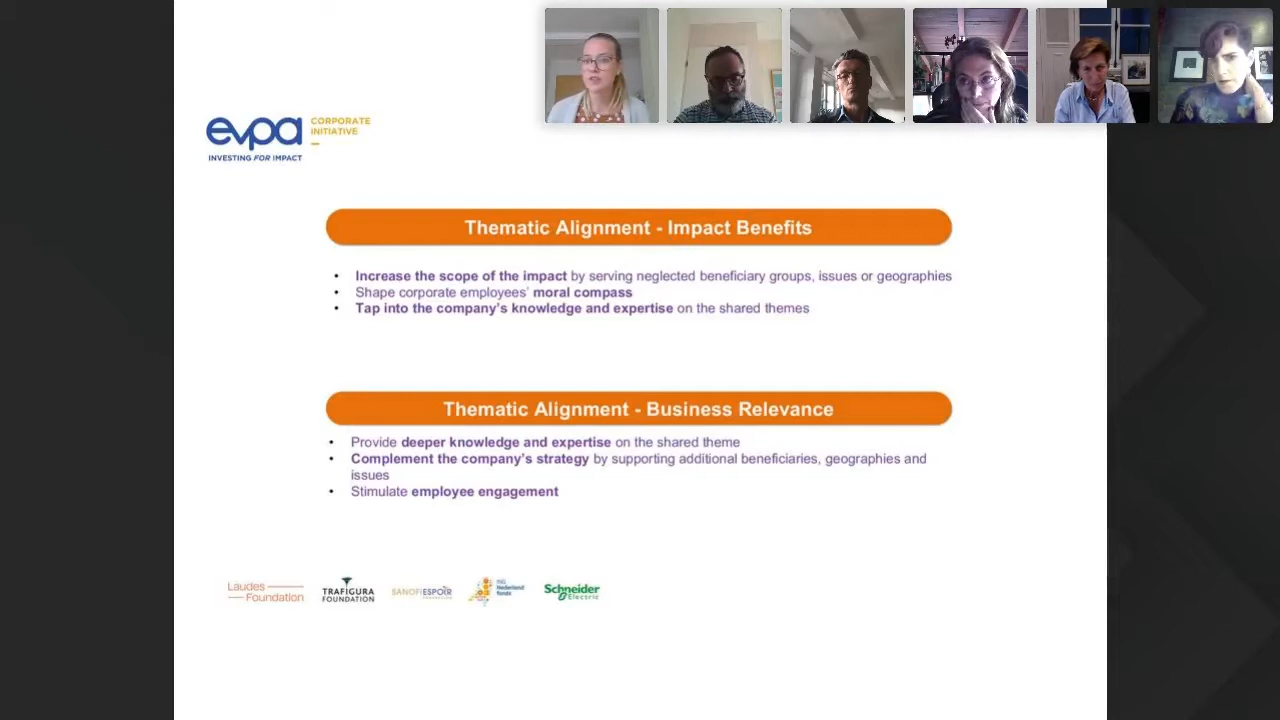 evpa
CORPORATE
INITIATIVE
INVESTING FOR IMPACT
Thematic Alignment - Impact Benefits
• Increase the scope of the impact by serving neglected beneficiary groups, issues or geographies
• Shape corporate employees' moral compass
• Tap into the company's knowledge and expertise on the shared themes
Thematic Alignment - Business Relevance
• Provide deeper knowledge and expertise on the shared theme
• Complement the company's strategy by supporting additional beneficiaries, geographies and
issues
• Stimulate employee engagement
Laudes
Foundation
TRAFIGURA
FOUNDATION
SANOFI ESPOIR
ING
Nederland
fonds
Schneider
Electric